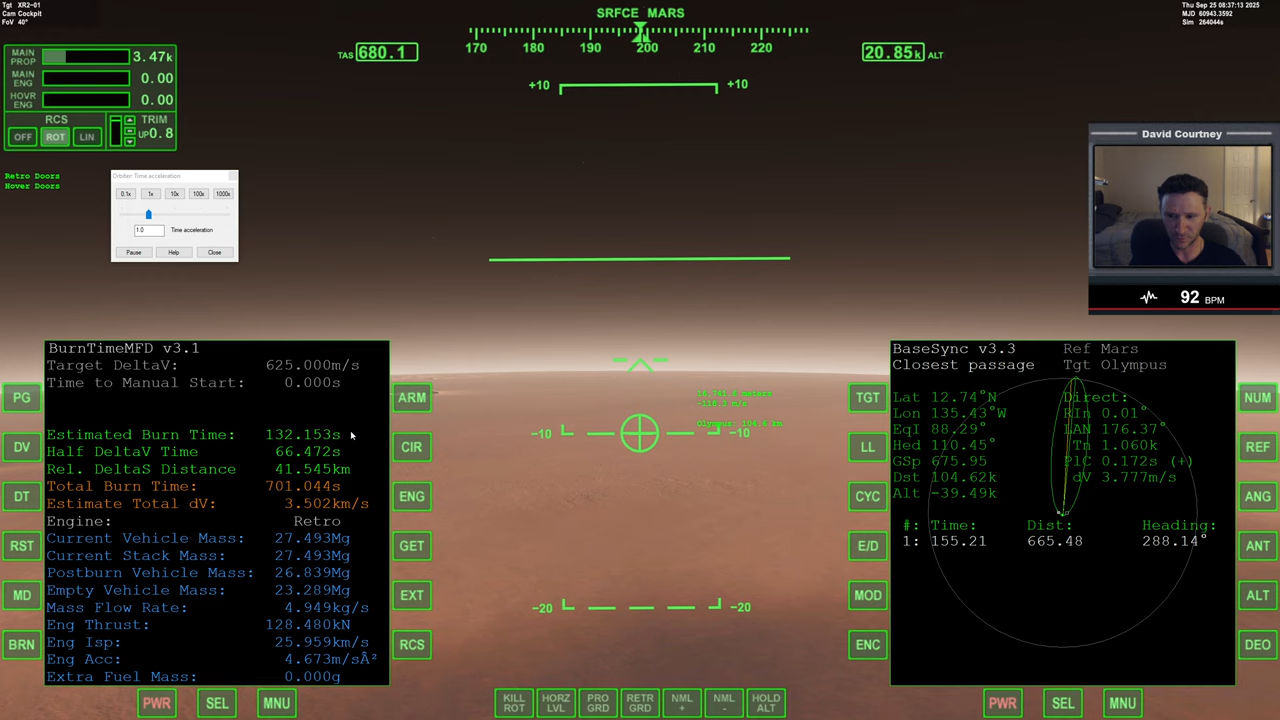 Tgt XR2-01
Cam Cockpit
FoV 40°
SRFCE MARS
Thu Sep 25 08:37:13 2025
MJD 60943.3592
Sim 264044s
170 180 190 200 210 220
TAS 680.1
20.85k ALT
MAIN PROP 3.47k
MAIN ENG 0.00
HOVR ENG 0.00
RCS TRIM
OFF ROT LIN UP0.8
+10 +10
Retro Doors
Hover Doors
Orbiter: Time acceleration
0.1x 1x 10x 100x 1000x
1.0 Time acceleration
Pause Help Close
David Courtney
92 BPM
BurnTimeMFD v3.1
Target DeltaV: 625.000m/s
Time to Manual Start: 0.000s
Estimated Burn Time: 132.153s
Half DeltaV Time 66.472s
Rel. DeltaS Distance 41.545km
Total Burn Time: 701.044s
Estimate Total dV: 3.502km/s
Engine: Retro
Current Vehicle Mass: 27.493Mg
Current Stack Mass: 27.493Mg
Postburn Vehicle Mass: 26.839Mg
Empty Vehicle Mass: 23.289Mg
Mass Flow Rate: 4.949kg/s
Eng Thrust: 128.480kN
Eng Isp: 25.959km/s
Eng Acc: 4.673m/sÂ²
Extra Fuel Mass: 0.000g
PG
DV
DT
RST
MD
BRN
ARM
CIR
ENG
GET
EXT
RCS
PWR SEL MNU
Olympus: 104.6 km
-10 -10
-20 -20
KILL ROT
HORZ LVL
PRO GRD
RETR GRD
NML +
NML -
HOLD ALT
BaseSync v3.3 Ref Mars
Closest passage Tgt Olympus
Lat 12.74°N Direct:
Lon 135.43°W RIn 0.01°
EqI 88.29° LAN 176.37°
Hed 110.45° Tn 1.060k
GSp 675.95 PlC 0.172s (+)
Dst 104.62k dV 3.777m/s
Alt -39.49k
#: Time: Dist: Heading:
1: 155.21 665.48 288.14°
TGT
LL
CYC
E/D
MOD
ENC
NUM
REF
ANG
ANT
ALT
DEO
PWR SEL MNU